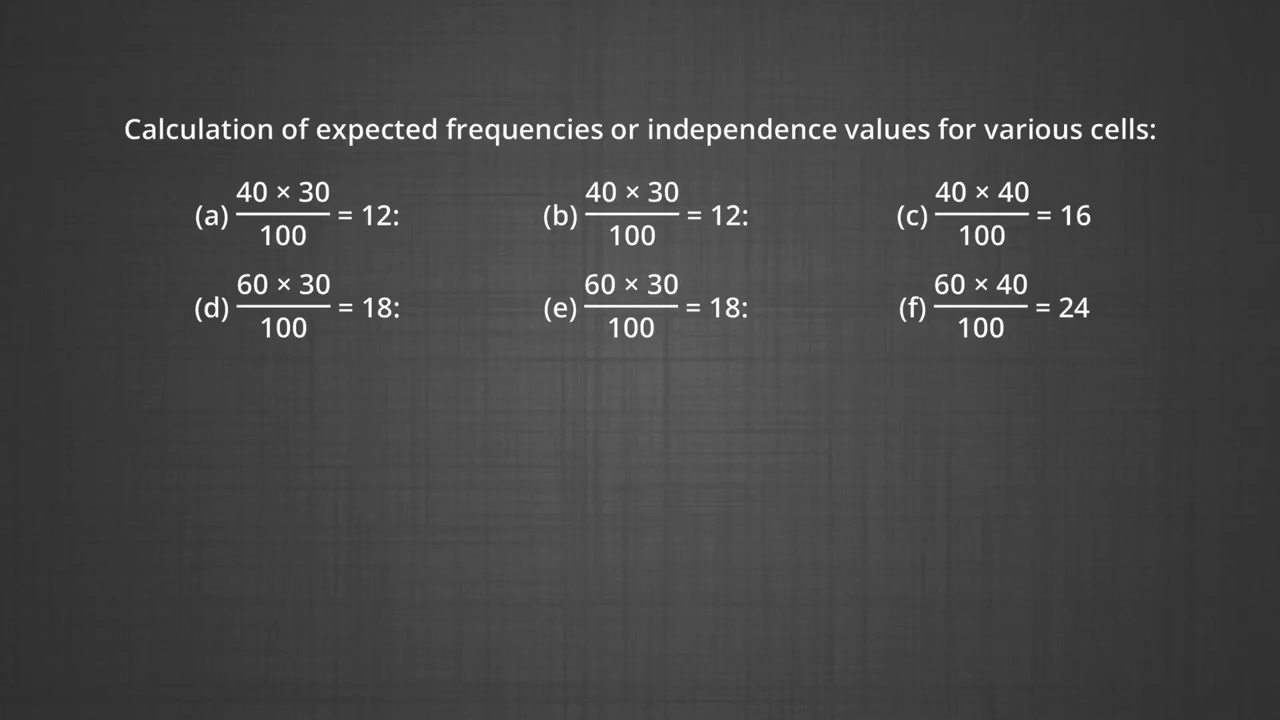 Calculation of expected frequencies or independence values for various cells:
(a) 40 × 30 / 100 = 12: (b) 40 × 30 / 100 = 12: (c) 40 × 40 / 100 = 16
(d) 60 × 30 / 100 = 18: (e) 60 × 30 / 100 = 18: (f) 60 × 40 / 100 = 24